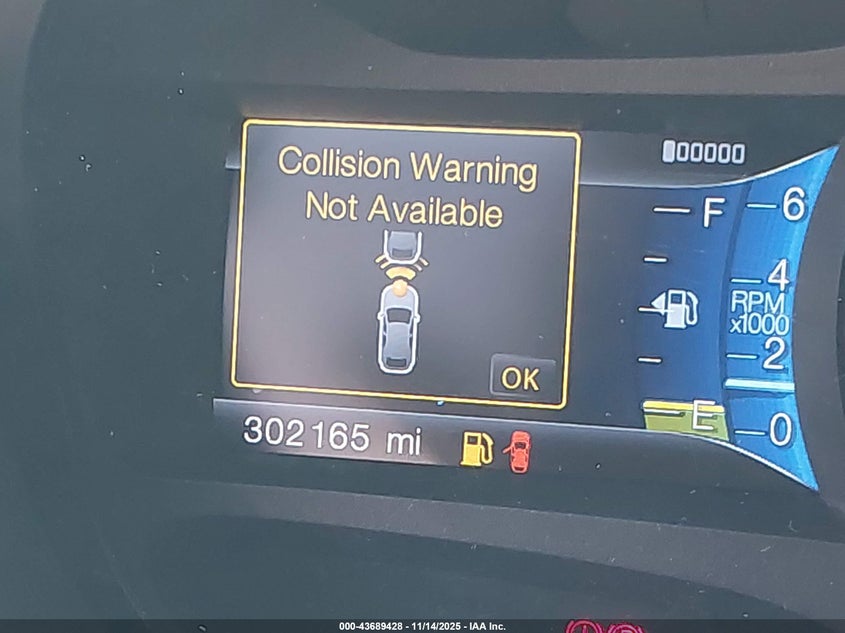 Collision Warning
Not Available
OK
302165 mi
00000
F
E
6
4
RPM
x1000
2
0
000-43689428 - 11/14/2025 - IAA Inc.